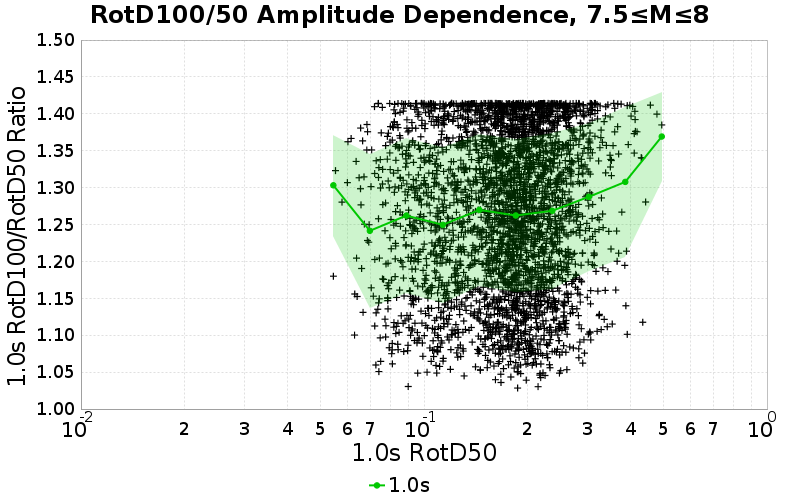 RotD100/50 Amplitude Dependence, 7.5≤M≤8
1.0s RotD100/RotD50 Ratio
1.50
1.45
1.40
1.35
1.30
1.25
1.20
1.15
1.10
1.05
1.00
10-2 2 3 4 5 6 7 10-1 2 3 4 5 6 7 100
1.0s RotD50
1.0s